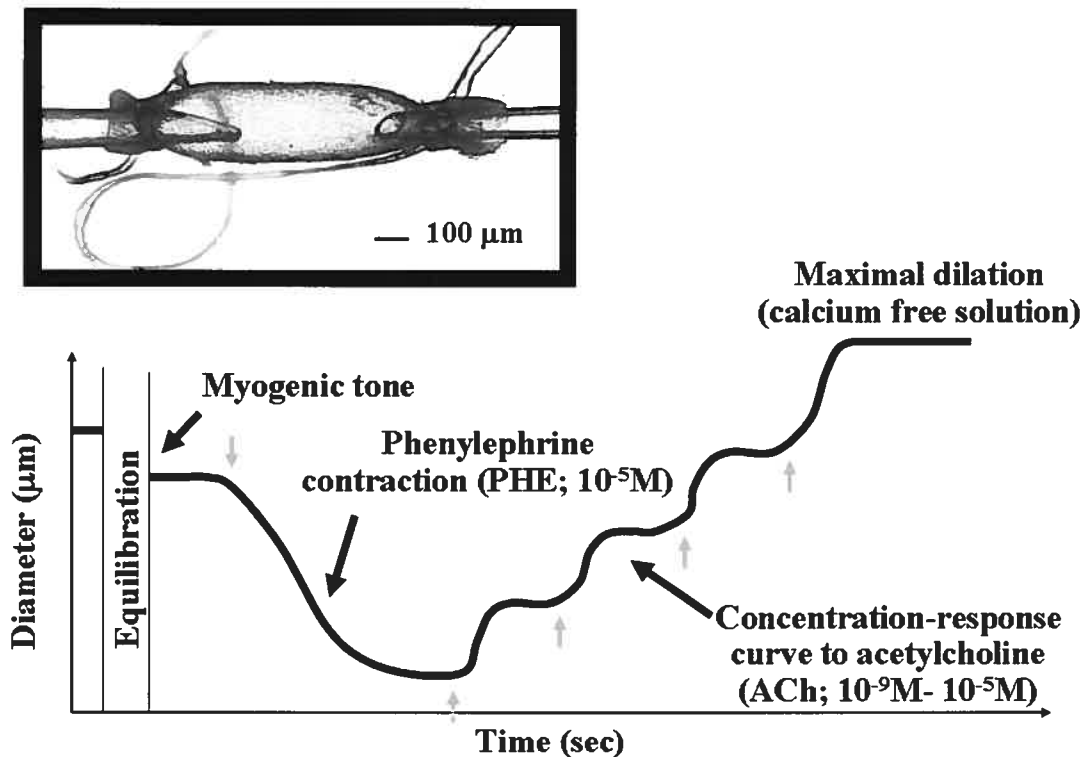 100 µm
Maximal dilation
(calcium free solution)
Myogenic tone
Phenylephrine
contraction (PHE; 10⁻⁵M)
Diameter (µm)
Equilibration
Concentration-response
curve to acetylcholine
(ACh; 10⁻⁹M- 10⁻⁵M)
Time (sec)